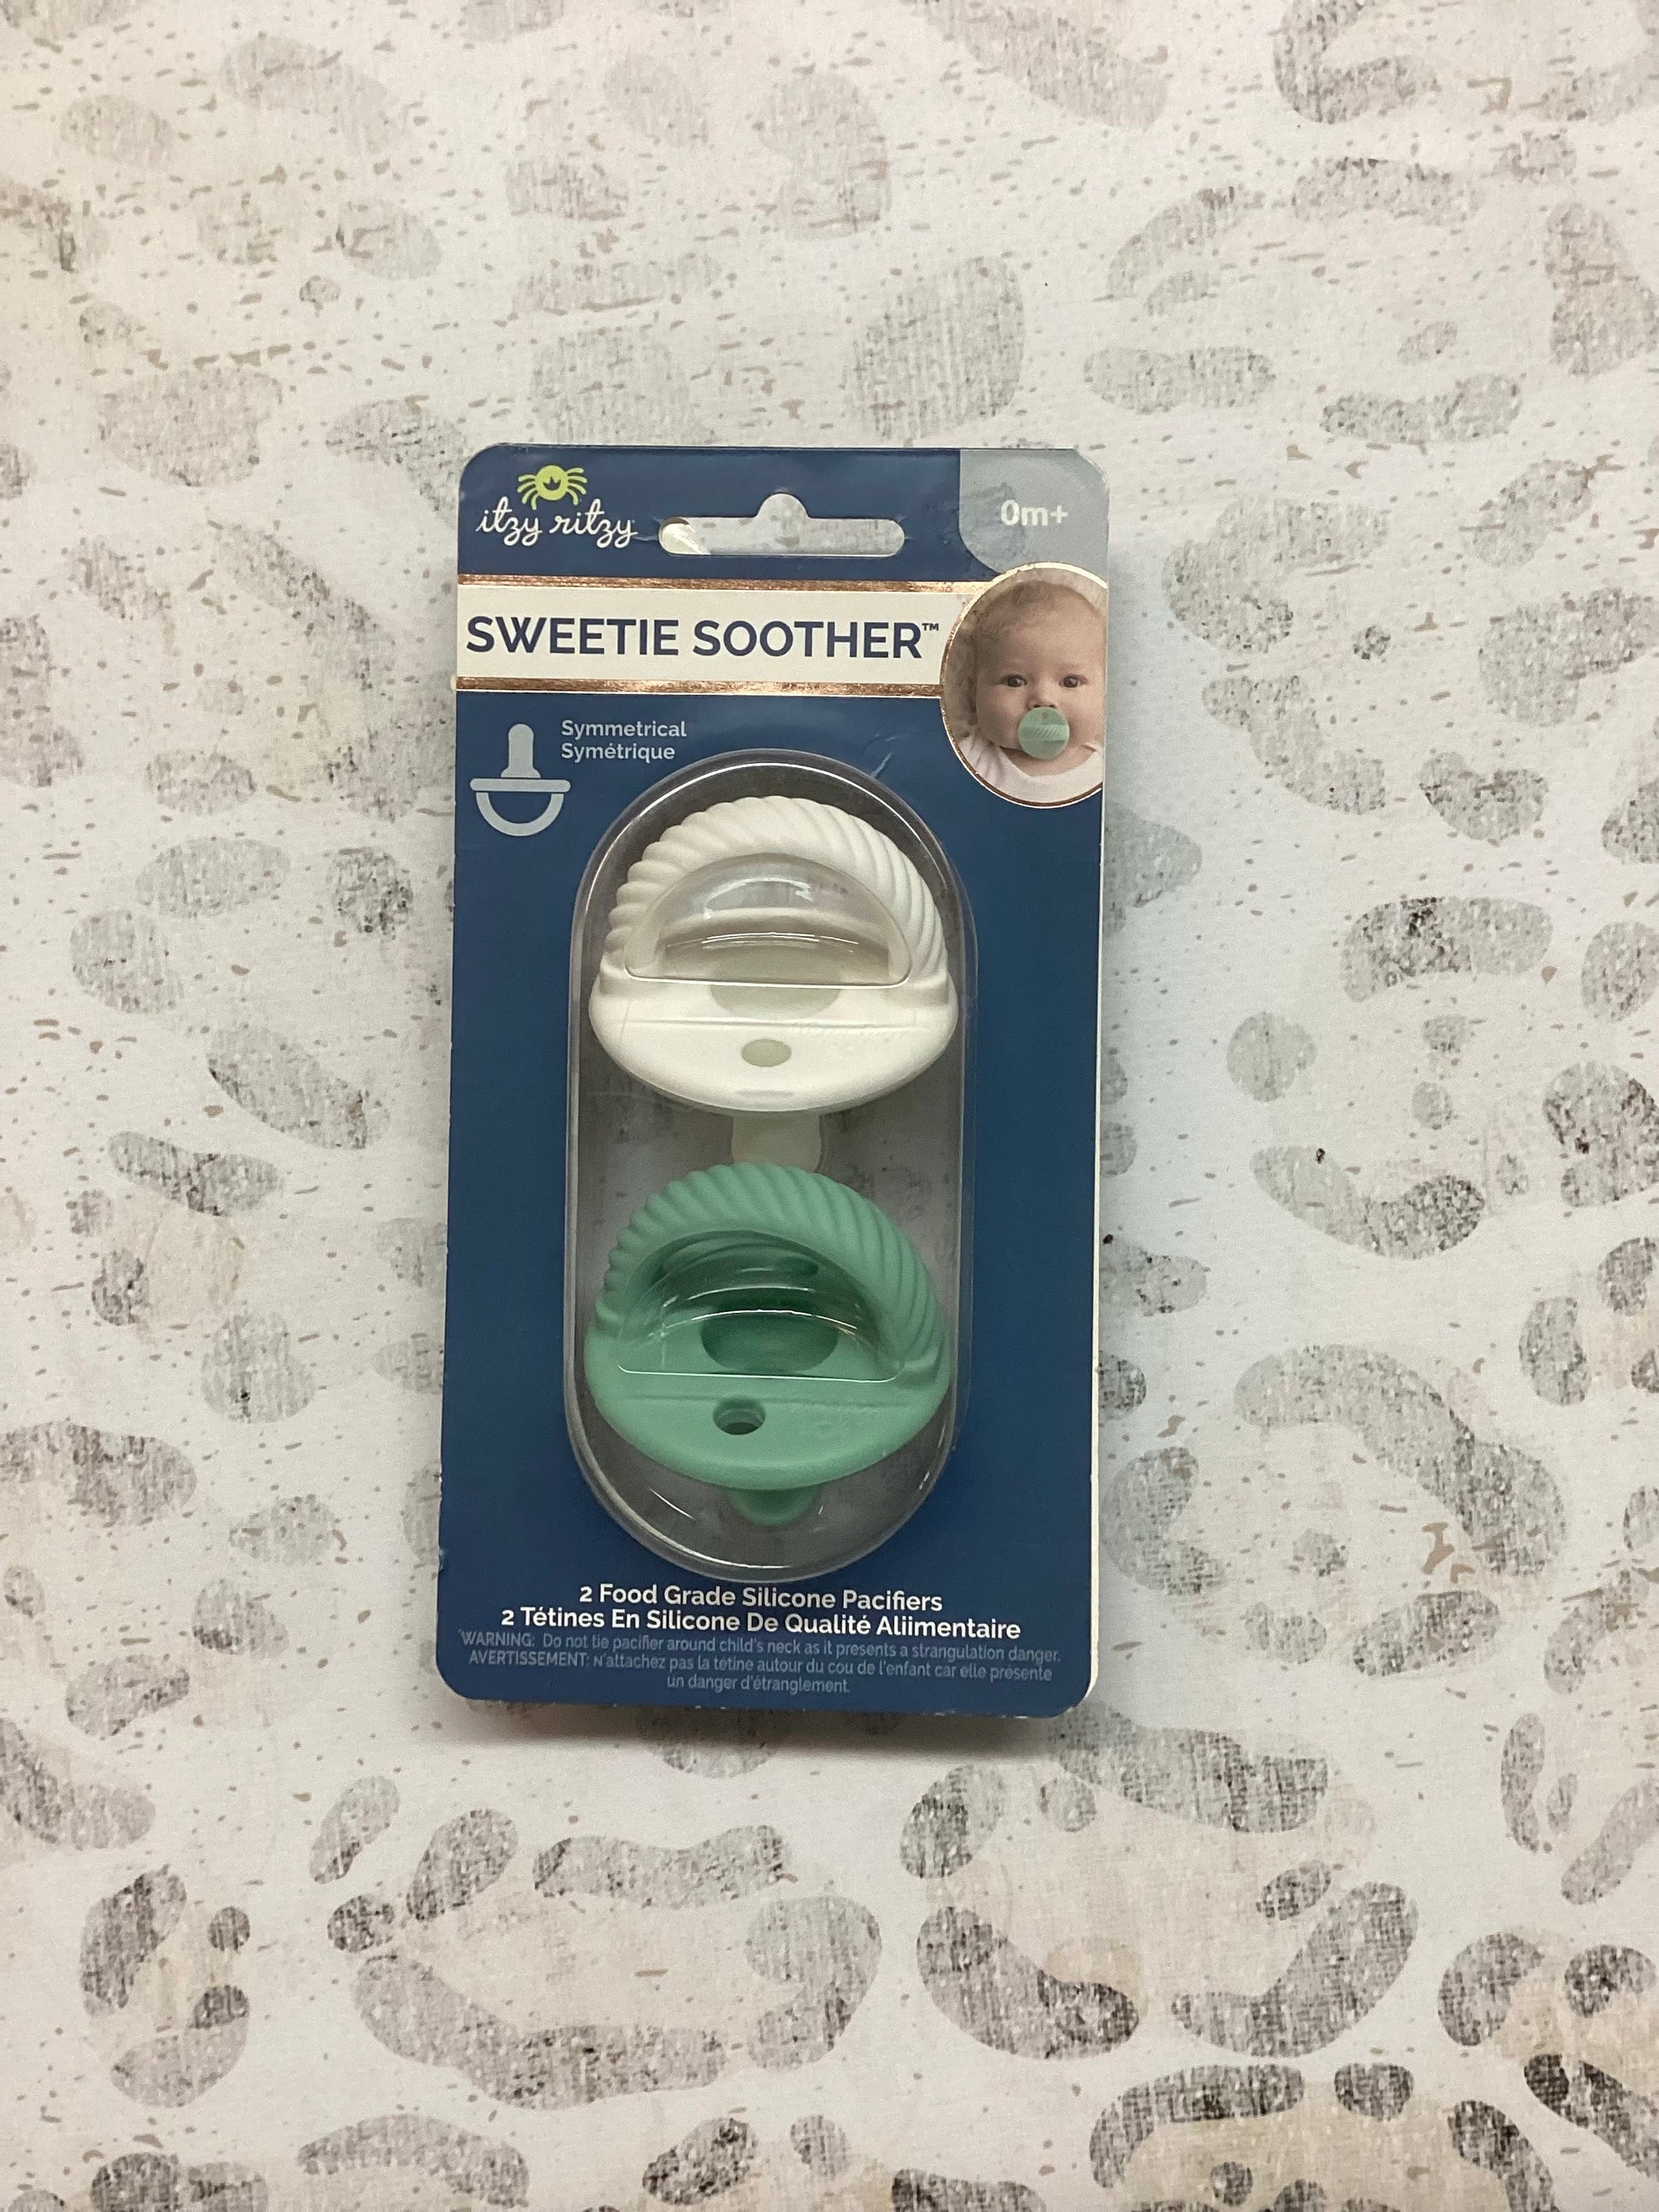 itzy ritzy
0m+
SWEETIE SOOTHER™
Symmetrical
Symétrique
2 Food Grade Silicone Pacifiers
2 Tétines En Silicone De Qualité Aliimentaire
WARNING: Do not tie pacifier around child's neck as it presents a strangulation danger.
AVERTISSEMENT: N'attachez pas la tétine autour du cou de l'enfant car elle présente
un danger d'étranglement.